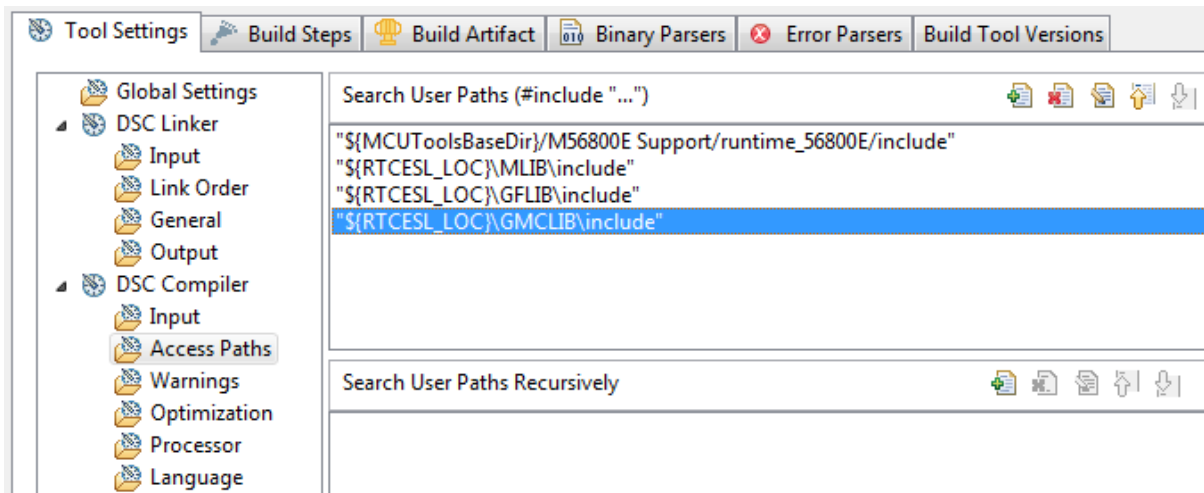 Tool Settings Build Steps Build Artifact Binary Parsers Error Parsers Build Tool Versions
Global Settings
DSC Linker
Input
Link Order
General
Output
DSC Compiler
Input
Access Paths
Warnings
Optimization
Processor
Language
Search User Paths (#include "...")
"${MCUToolsBaseDir}/M56800E Support/runtime_56800E/include"
"${RTCESL_LOC}\MLIB\include"
"${RTCESL_LOC}\GFLIB\include"
"${RTCESL_LOC}\GMCLIB\include"
Search User Paths Recursively